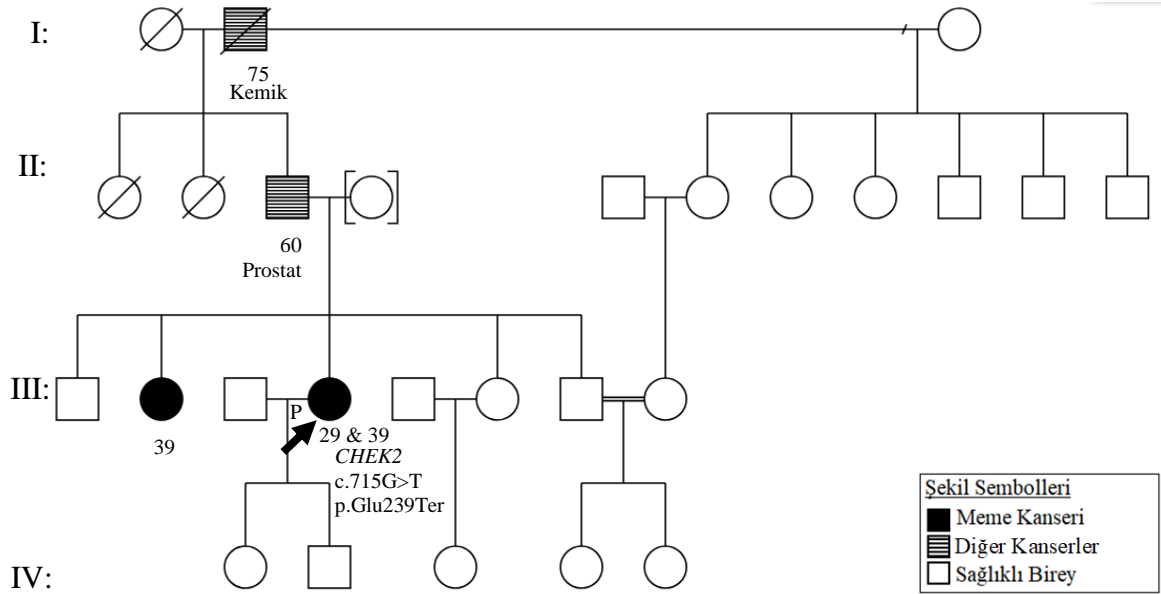 I:
75
Kemik
II:
60
Prostat
III:
39
P
29 & 39
CHEK2
c.715G>T
p.Glu239Ter
IV:
Şekil Sembolleri
Meme Kanseri
Diğer Kanserler
Sağlıklı Birey